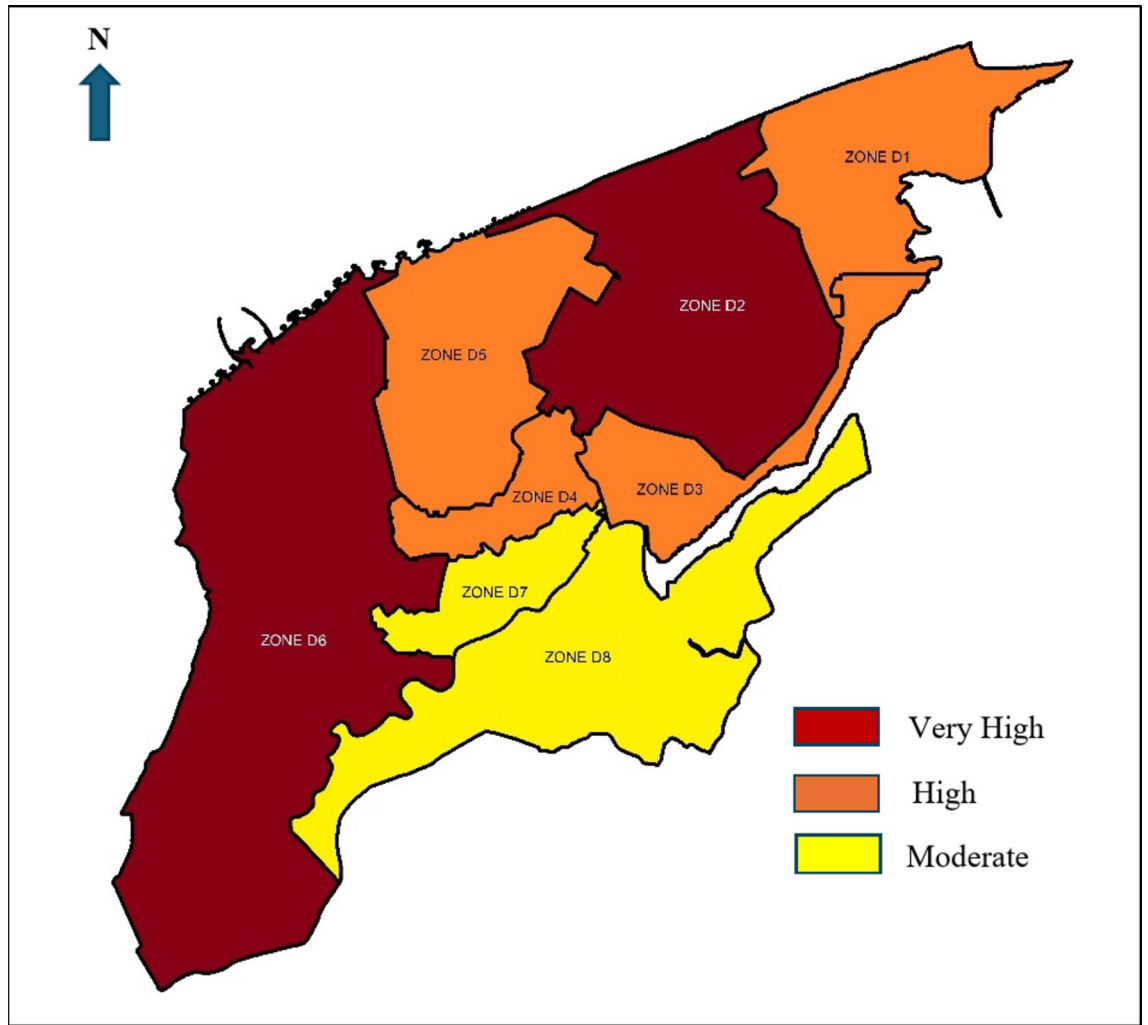 N
ZONE D1
ZONE D2
ZONE D5
ZONE D3
ZONE D4
ZONE D7
ZONE D6
ZONE D8
Very High
High
Moderate